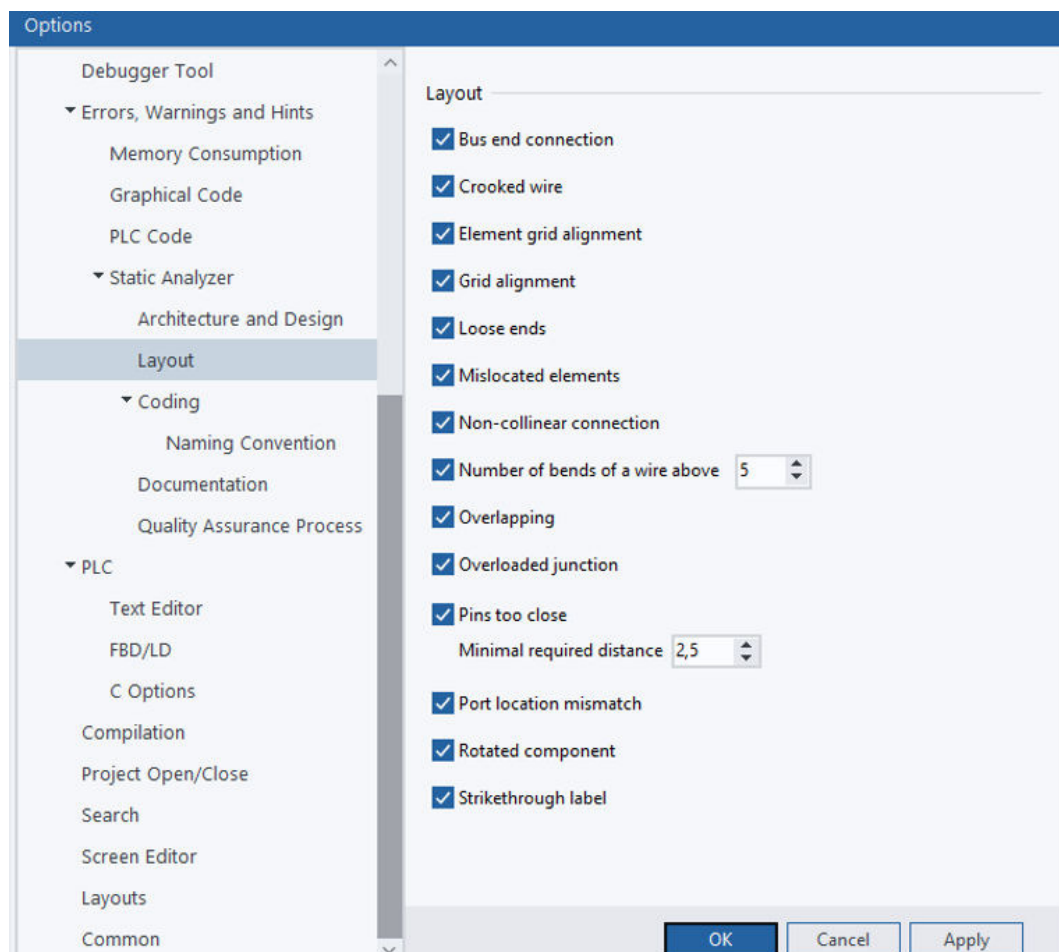 Options
Debugger Tool
Errors, Warnings and Hints
Memory Consumption
Graphical Code
PLC Code
Static Analyzer
Architecture and Design
Layout
Coding
Naming Convention
Documentation
Quality Assurance Process
PLC
Text Editor
FBD/LD
C Options
Compilation
Project Open/Close
Search
Screen Editor
Layouts
Common
Layout
Bus end connection
Crooked wire
Element grid alignment
Grid alignment
Loose ends
Mislocated elements
Non-collinear connection
Number of bends of a wire above 5
Overlapping
Overloaded junction
Pins too close
Minimal required distance 2,5
Port location mismatch
Rotated component
Strikethrough label
OK Cancel Apply